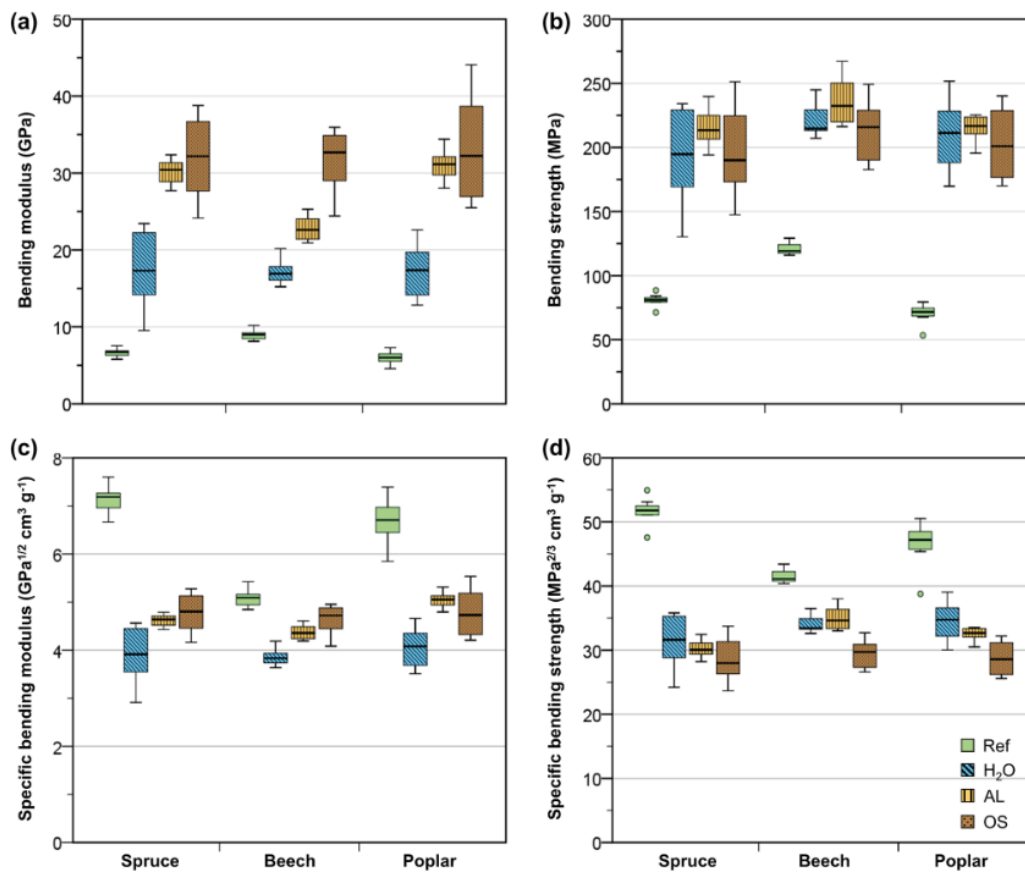 (a)
Bending modulus (GPa)
50
40
30
20
10
0
(b)
Bending strength (MPa)
300
250
200
150
100
50
0
(c)
Specific bending modulus (GPa1/2 cm3 g-1)
8
6
4
2
0
Spruce Beech Poplar
(d)
Specific bending strength (MPa2/3 cm3 g-1)
60
50
40
30
20
10
0
Ref
H2O
AL
OS
Spruce Beech Poplar